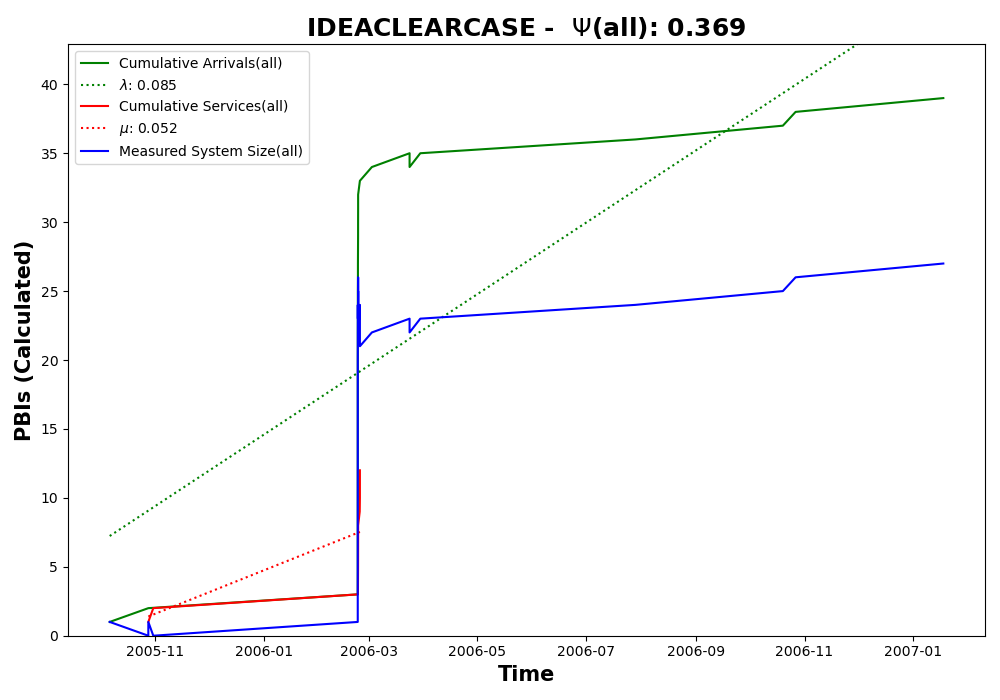 IDEACLEARCASE - Ψ(all): 0.369
Cumulative Arrivals(all)
λ: 0.085
Cumulative Services(all)
μ: 0.052
Measured System Size(all)
PBIs (Calculated)
40
35
30
25
20
15
10
5
0
2005-11 2006-01 2006-03 2006-05 2006-07 2006-09 2006-11 2007-01
Time